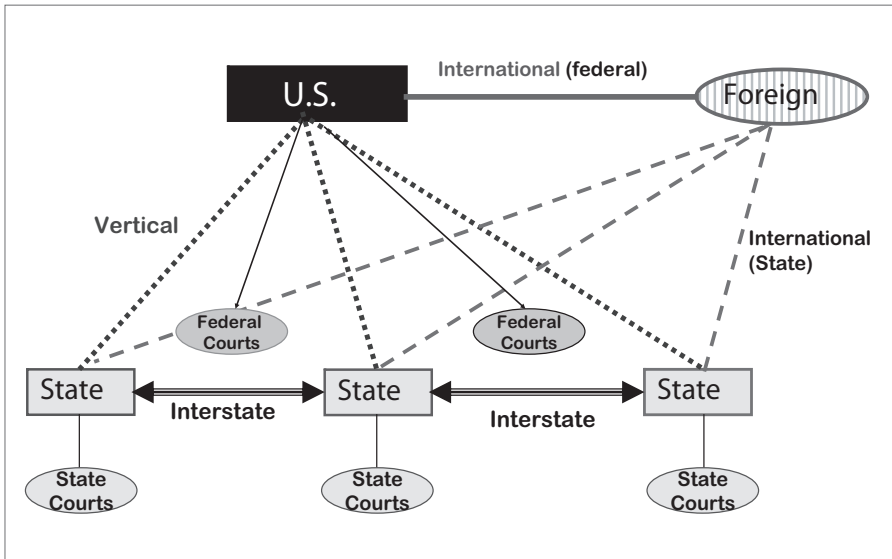 International (federal)
U.S.
Foreign
Vertical
International
(State)
Federal
Courts
Federal
Courts
State
State
State
Interstate
Interstate
State
Courts
State
Courts
State
Courts